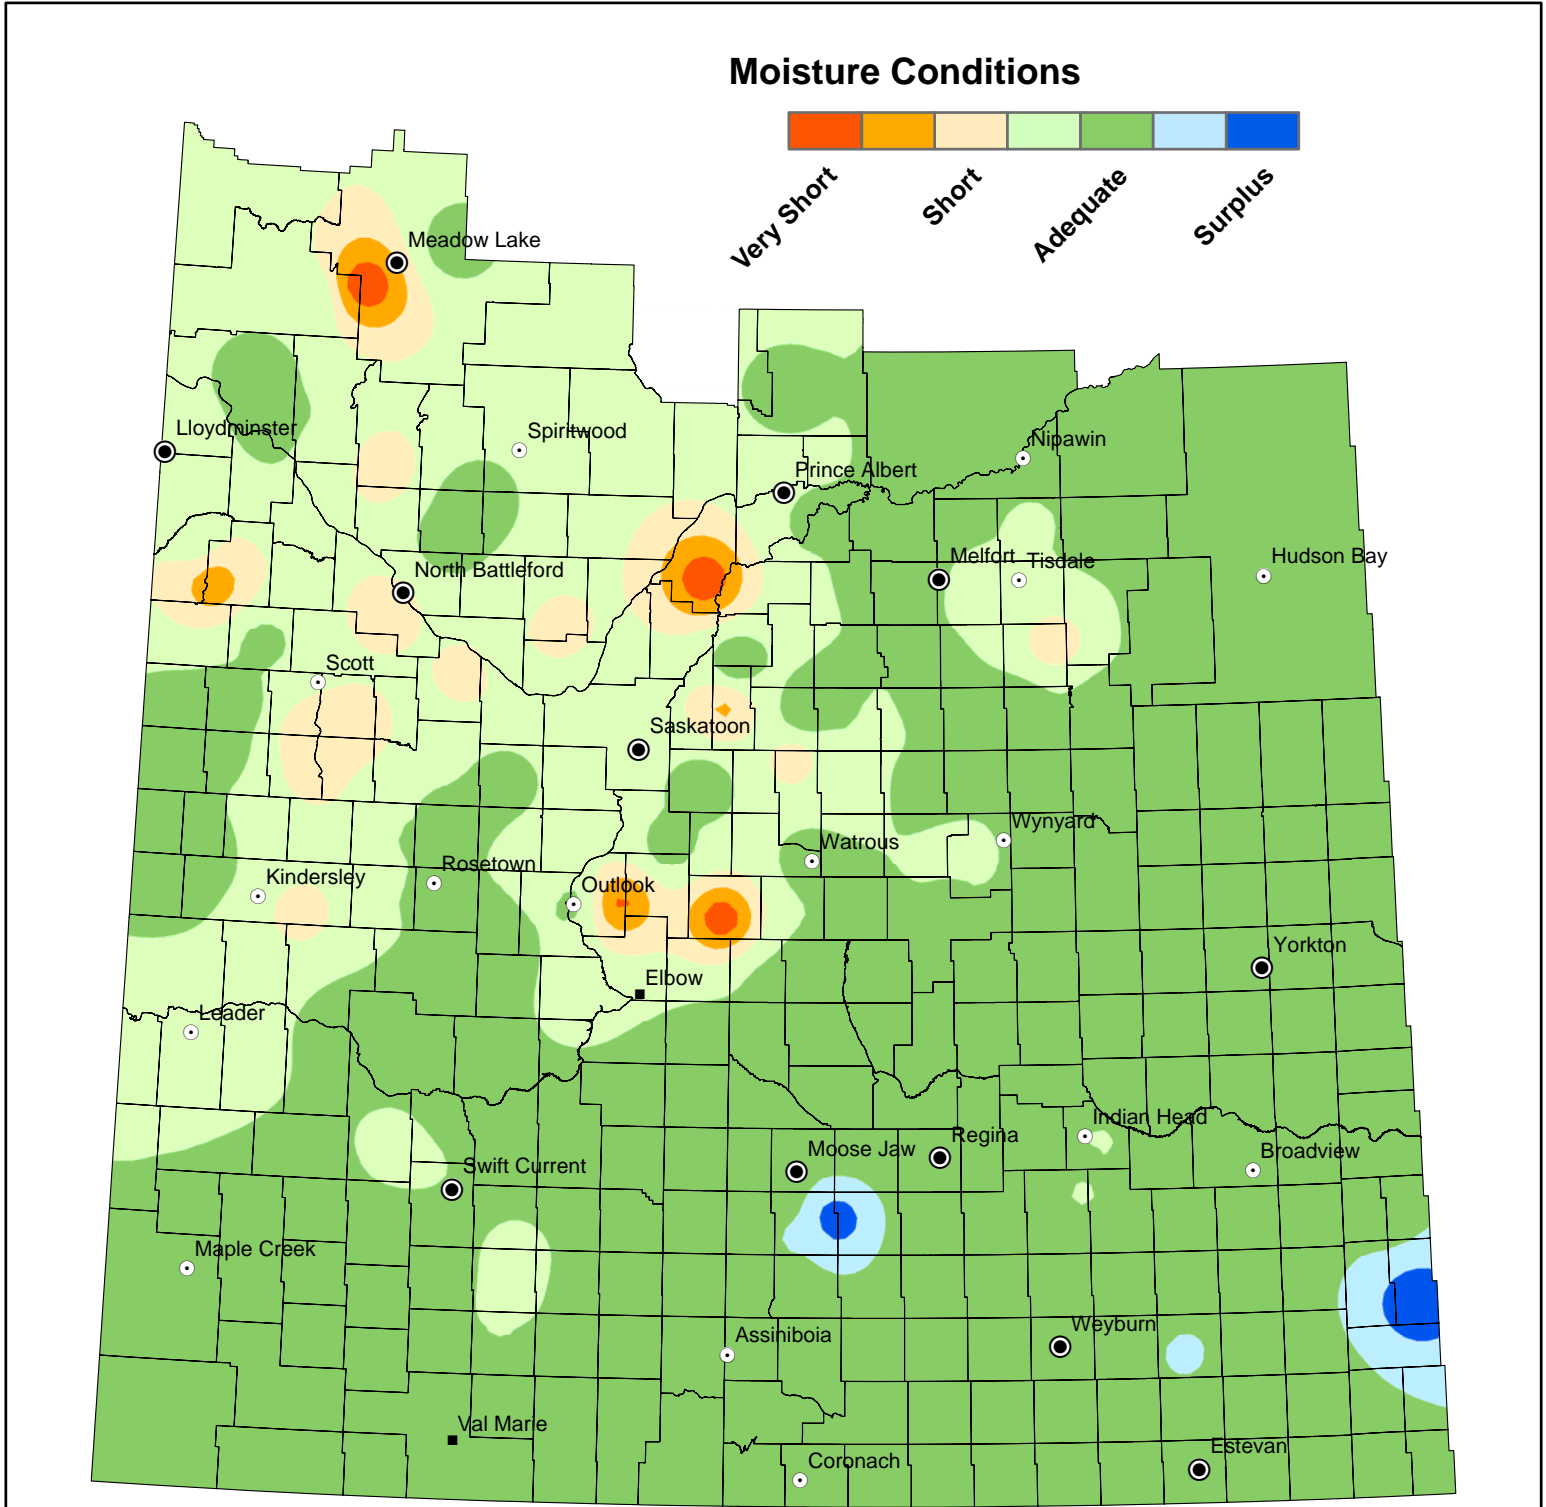 Moisture Conditions
Very Short
Short
Adequate
Surplus
Meadow Lake
Lloydminster
Spiritwood
Nipawin
Prince Albert
Melfort
Tisdale
Hudson Bay
North Battleford
Scott
Saskatoon
Wynyard
Watrous
Rosetown
Kindersley
Outlook
Yorkton
Elbow
Leader
Indian Head
Regina
Moose Jaw
Broadview
Swift Current
Maple Creek
Weyburn
Assiniboia
Val Marie
Estevan
Coronach